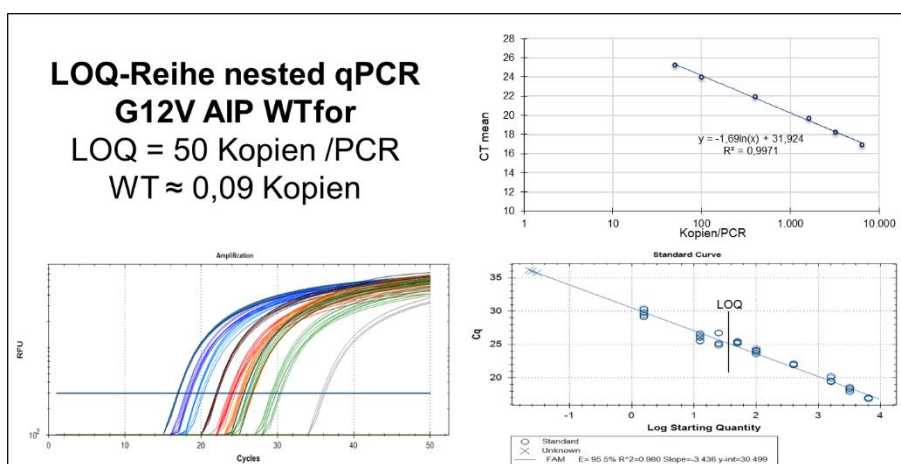 LOQ-Reihe nested qPCR
G12V AIP WTfor
LOQ = 50 Kopien /PCR
WT ≈ 0,09 Kopien
28
26
24
22
20
18
16
14
12
10
CT mean
y = -1,69ln(x) + 31,924
R² = 0,9971
1 10 100 1.000 10.000
Kopien/PCR
Amplification
RFU
10^2
0 10 20 30 40 50
Cycles
Standard Curve
Cq
35
30
25
20
LOQ
-1 0 1 2 3 4
Log Starting Quantity
○ Standard
× Unknown
FAM E= 95.5% R^2=0.980 Slope=-3.436 y-int=30.499